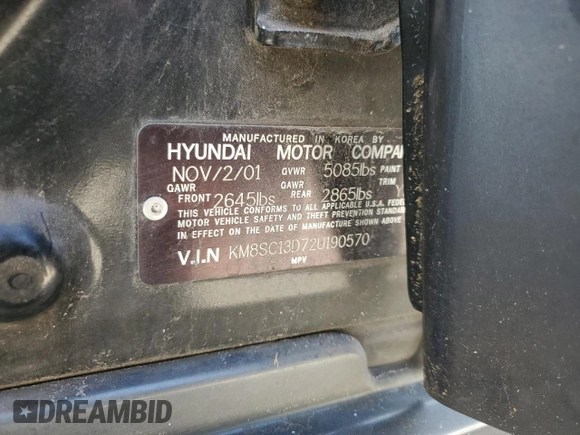 MANUFACTURED IN KOREA BY
HYUNDAI MOTOR COMPA
NOV/2/01 GVWR 5085lbs PAINT
GAWR FRONT 2645lbs GAWR REAR 2865lbs TRIM
THIS VEHICLE CONFORMS TO ALL APPLICABLE U.S.A. FEDE
MOTOR VEHICLE SAFETY AND THEFT PREVENTION STAN
IN EFFECT ON THE DATE OF MANUFACTURE SHOWN A
V.I.N KM8SC13D72U190570
MPV
DREAMBID